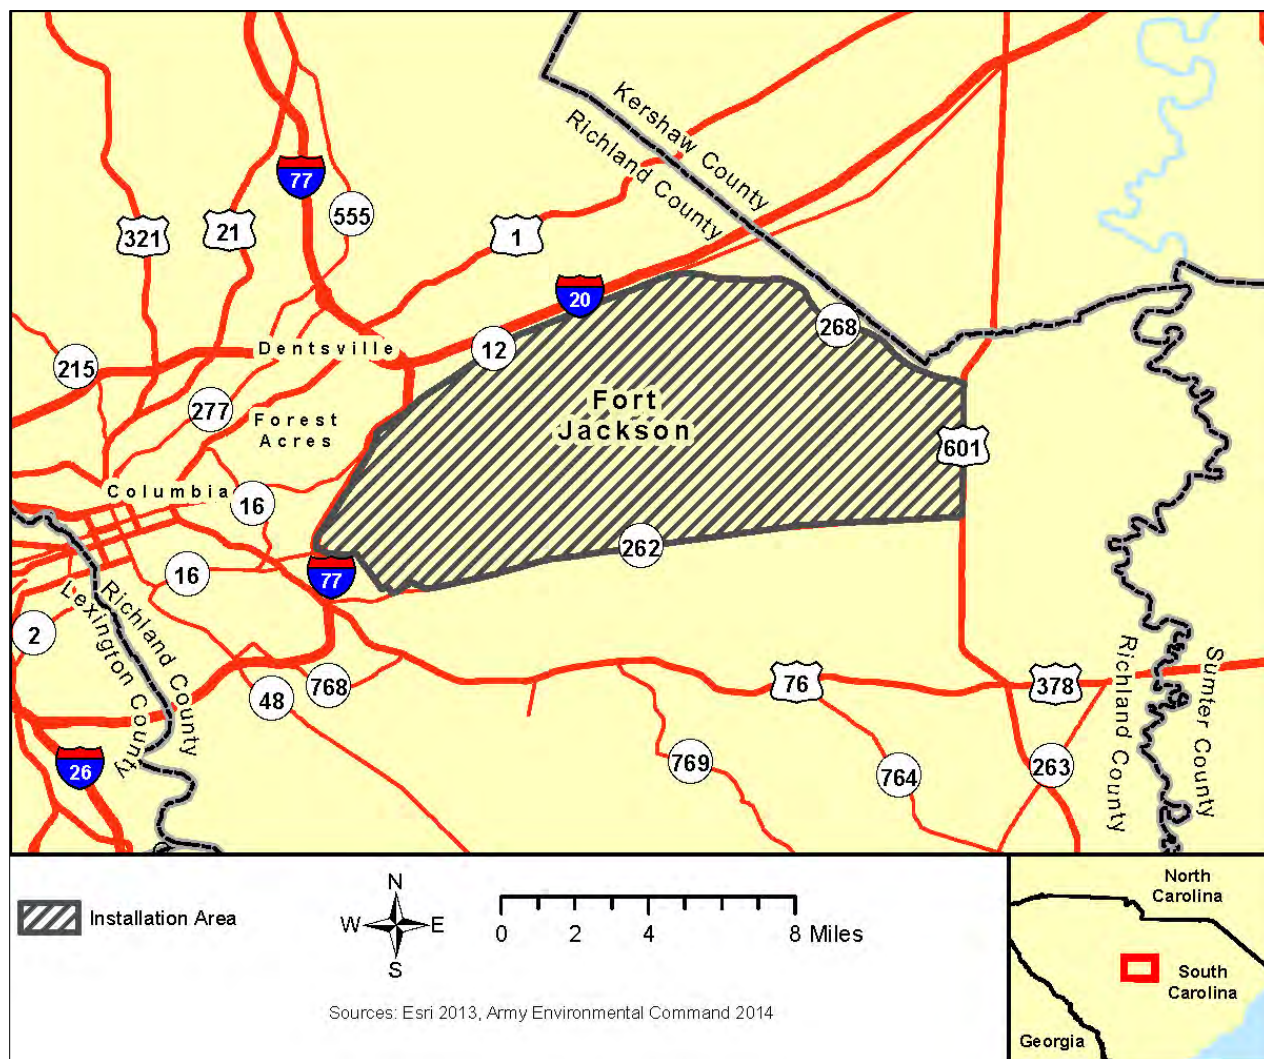 Kershaw County
Richland County
77
555
321
21
1
20
268
12
Dentsville
215
277
Fort
Jackson
Forest
Acres
601
Columbia
16
262
77
16
Richland County
Lexington County
2
768
48
76
378
Richland County
Sumter County
26
769
764
263
Installation Area
N
W
E
S
0
2
4
8 Miles
Sources: Esri 2013, Army Environmental Command 2014
North
Carolina
South
Carolina
Georgia